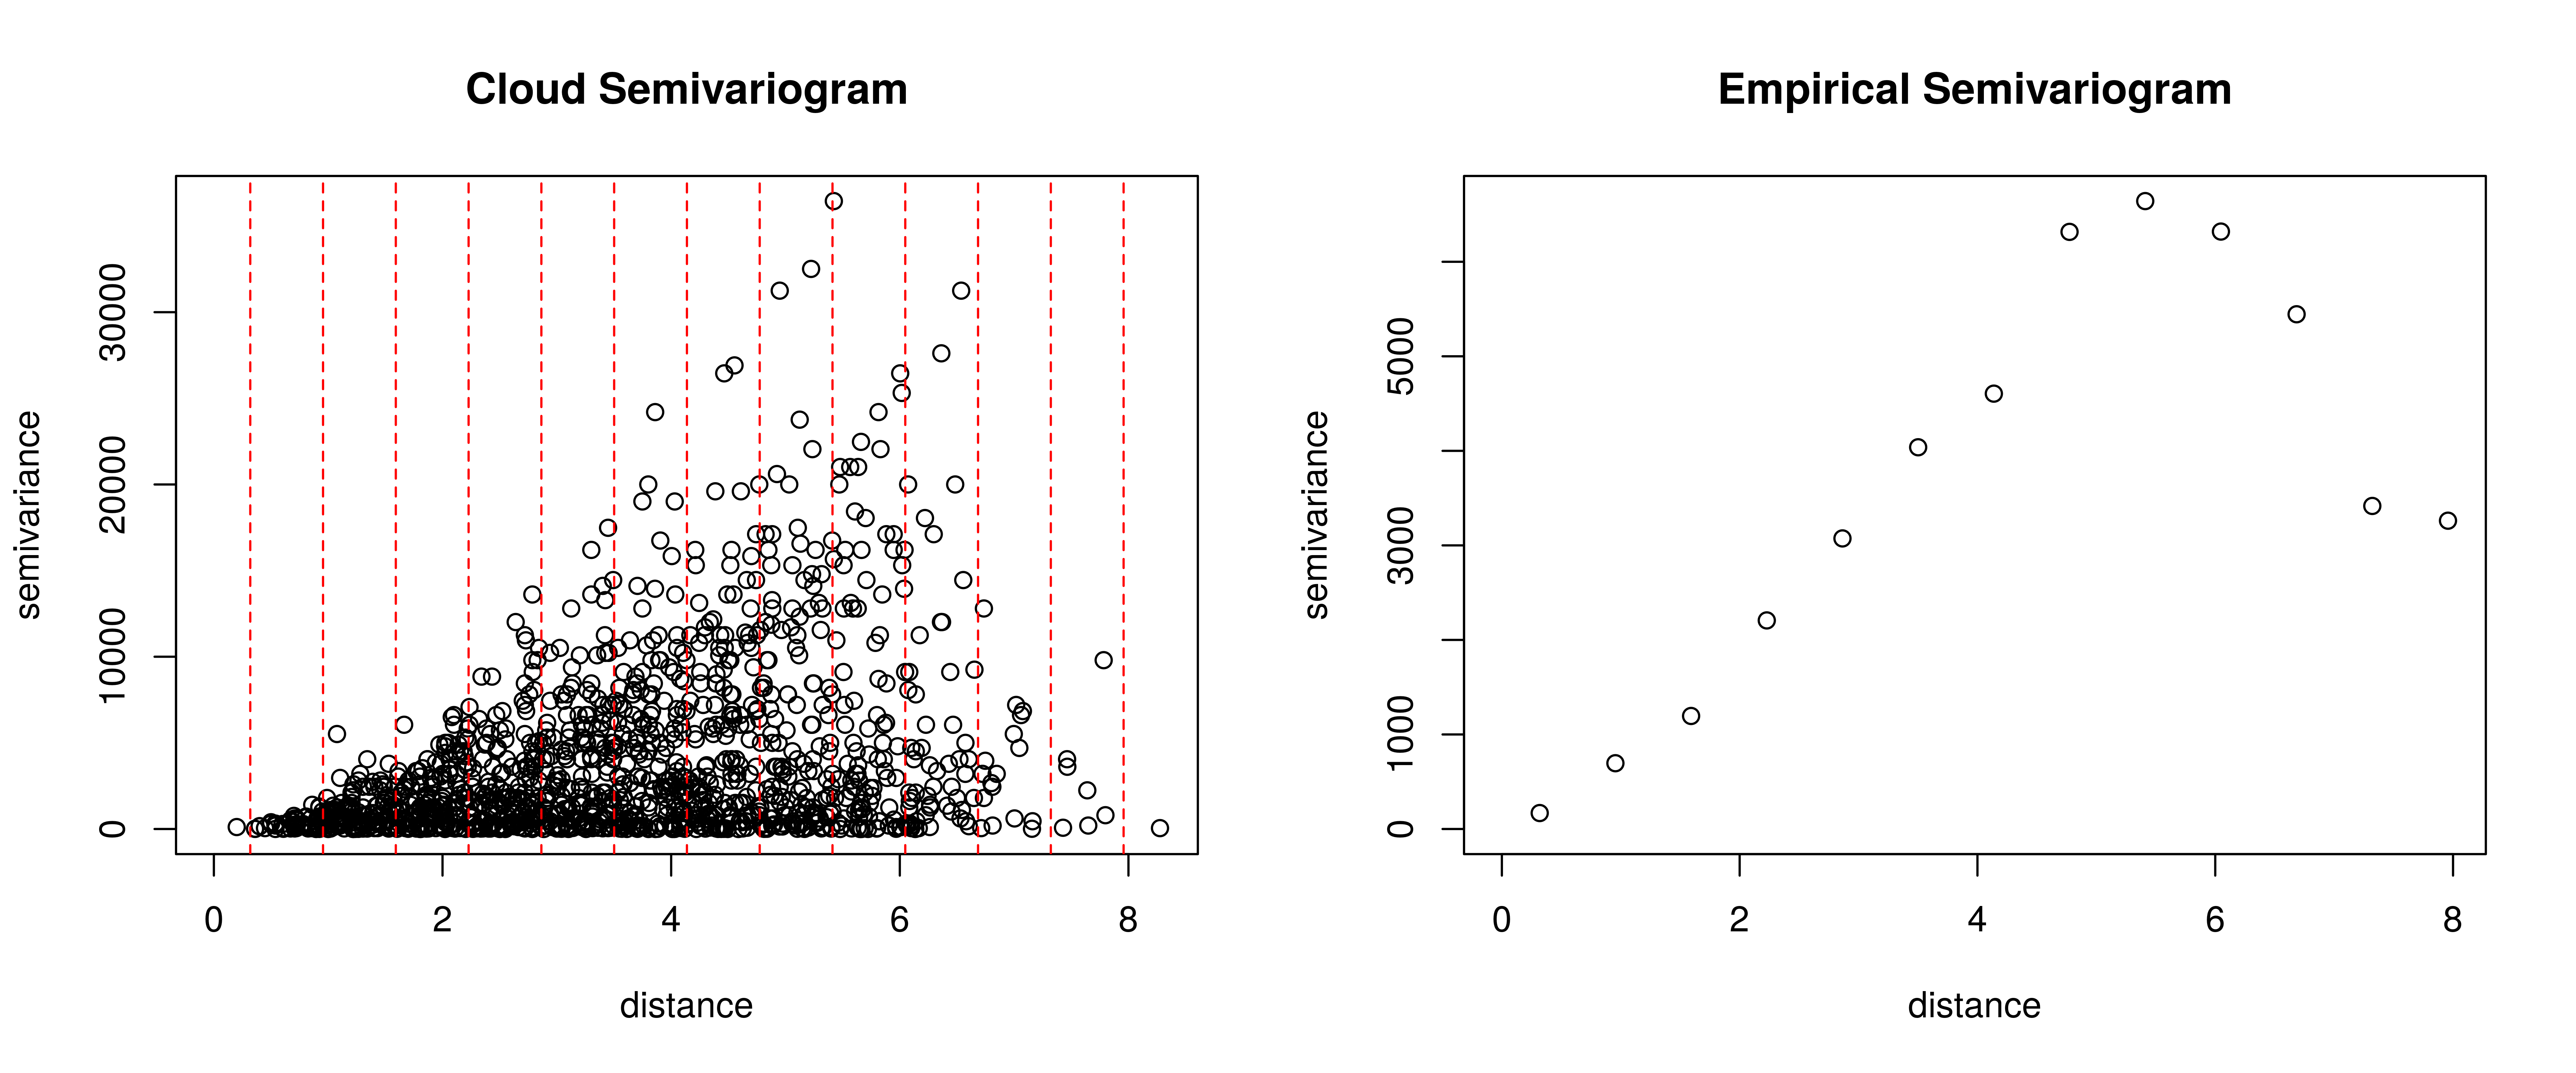 Cloud Semivariogram
semivariance
0
10000
20000
30000
0 2 4 6 8
distance
Empirical Semivariogram
semivariance
0
1000
3000
5000
0 2 4 6 8
distance